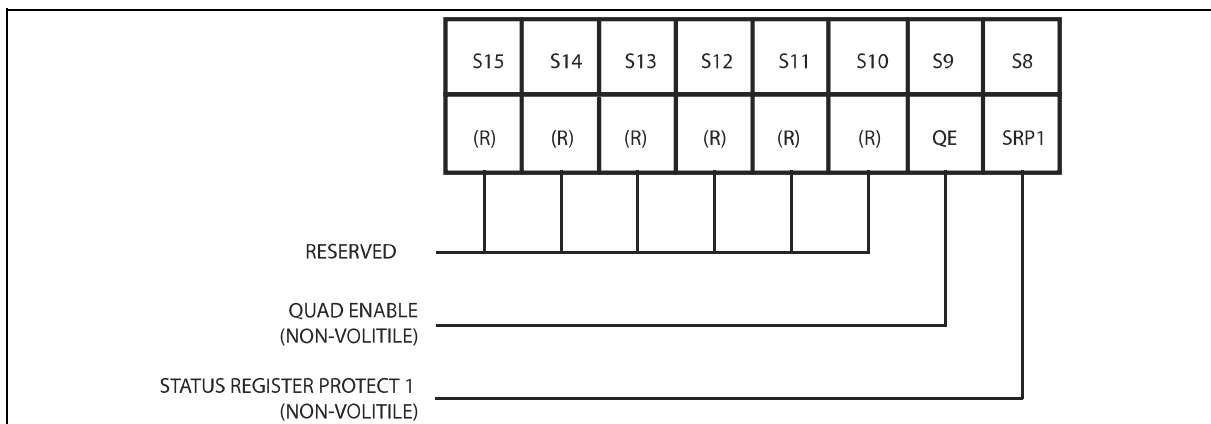 S15 S14 S13 S12 S11 S10 S9 S8
(R) (R) (R) (R) (R) (R) QE SRP1
RESERVED
QUAD ENABLE
(NON-VOLITILE)
STATUS REGISTER PROTECT 1
(NON-VOLITILE)